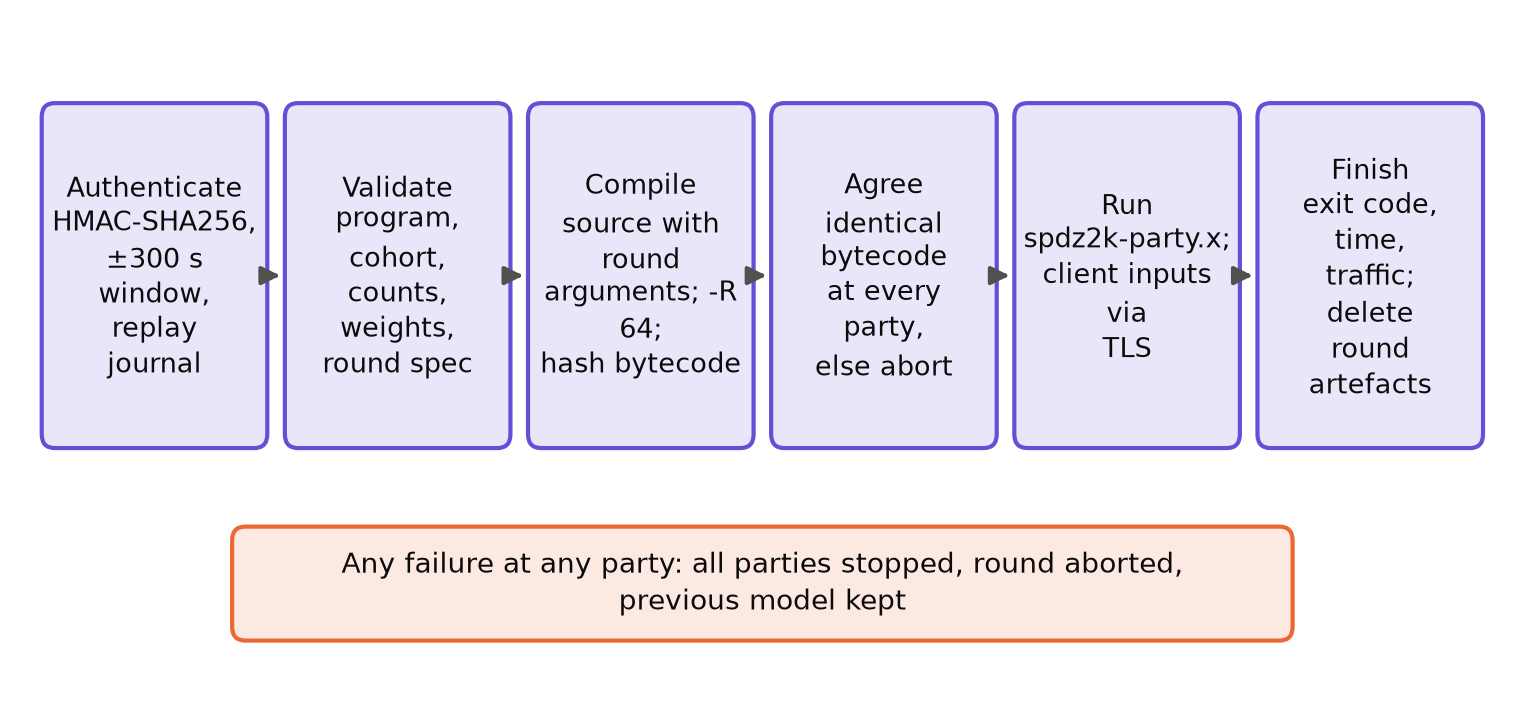 Authenticate
HMAC-SHA256,
±300 s
window,
replay
journal
Validate
program,
cohort,
counts,
weights,
round spec
Compile
source with
round
arguments; -R
64;
hash bytecode
Agree
identical
bytecode
at every
party,
else abort
Run
spdz2k-party.x;
client inputs
via
TLS
Finish
exit code,
time,
traffic;
delete
round
artefacts
Any failure at any party: all parties stopped, round aborted,
previous model kept